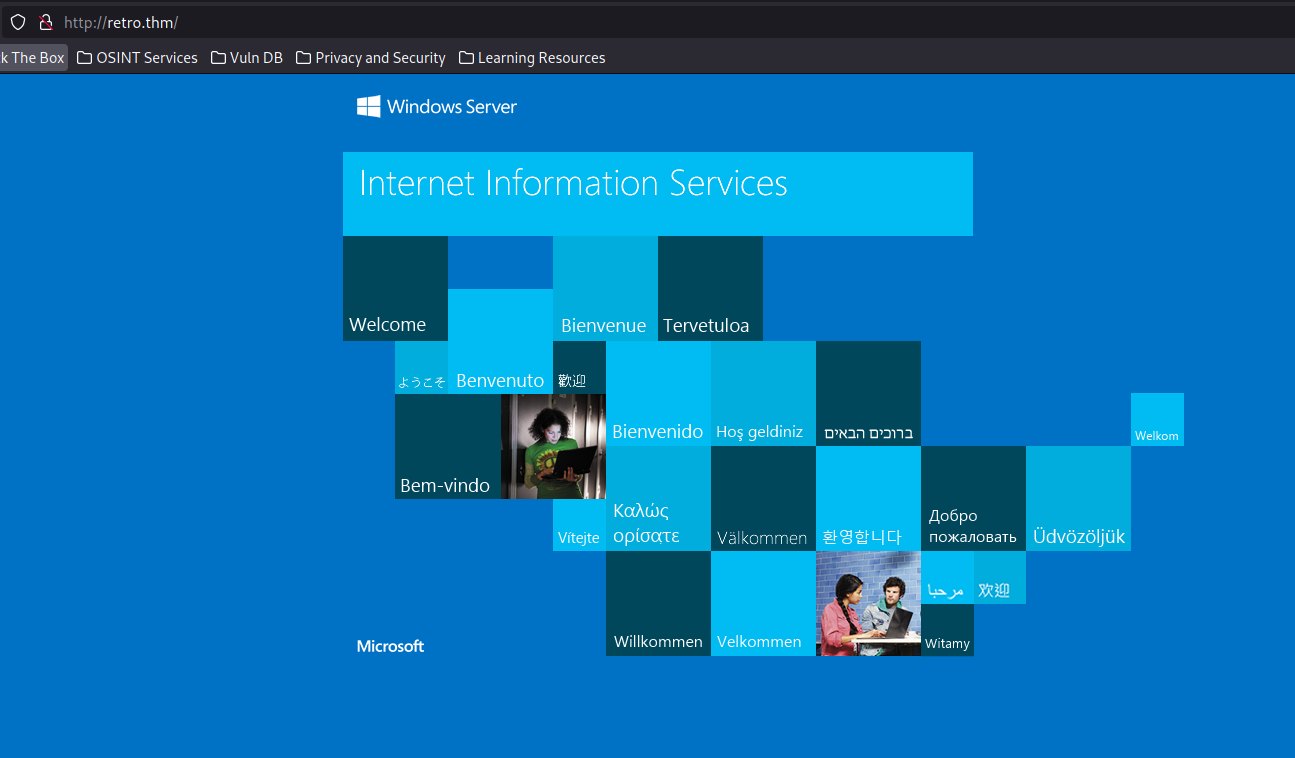 http://retro.thm/
k The Box
OSINT Services
Vuln DB
Privacy and Security
Learning Resources
Windows Server
Internet Information Services
Welcome
Bienvenue
Tervetuloa
ようこそ
Benvenuto
歡迎
Bienvenido
Hoş geldiniz
ברוכים הבאים
Welkom
Bem-vindo
Vítejte
Καλώς
ορίσατε
Välkommen
환영합니다
Добро
пожаловать
Üdvözöljük
Microsoft
Willkommen
Velkommen
مرحبا
欢迎
Witamy